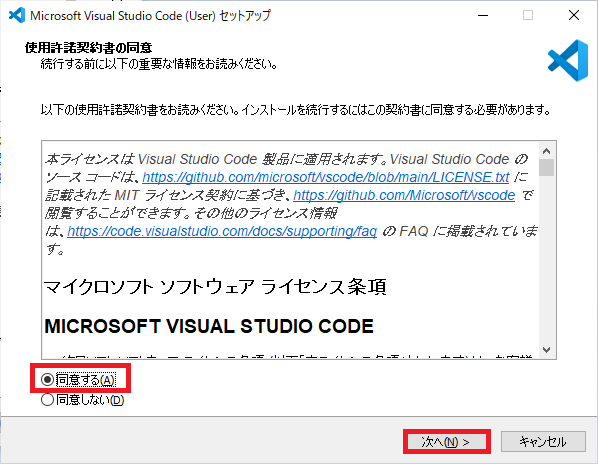 Microsoft Visual Studio Code (User) セットアップ
使用許諾契約書の同意
続行する前に以下の重要な情報をお読みください。
以下の使用許諾契約書をお読みください。インストールを続行するにはこの契約書に同意する必要があります。
本ライセンスは Visual Studio Code 製品に適用されます。Visual Studio Code の
ソース コードは、https://github.com/microsoft/vscode/blob/main/LICENSE.txt に
記載された MIT ライセンス契約に基づき、https://github.com/Microsoft/vscode で
閲覧することができます。その他のライセンス情報
は、https://code.visualstudio.com/docs/supporting/faq の FAQ に掲載されていま
す。
マイクロソフト ソフトウェア ライセンス条項
MICROSOFT VISUAL STUDIO CODE
同意する(A)
同意しない(D)
次へ(N) >
キャンセル